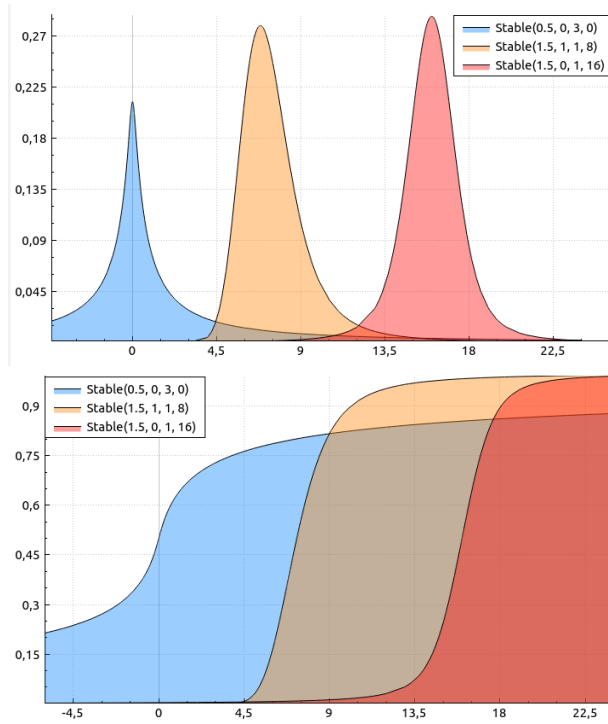 0,27
0,225
0,18
0,135
0,09
0,045
Stable(0.5, 0, 3, 0)
Stable(1.5, 1, 1, 8)
Stable(1.5, 0, 1, 16)
0 4,5 9 13,5 18 22,5
Stable(0.5, 0, 3, 0)
Stable(1.5, 1, 1, 8)
Stable(1.5, 0, 1, 16)
0,9
0,75
0,6
0,45
0,3
0,15
-4,5 0 4,5 9 13,5 18 22,5